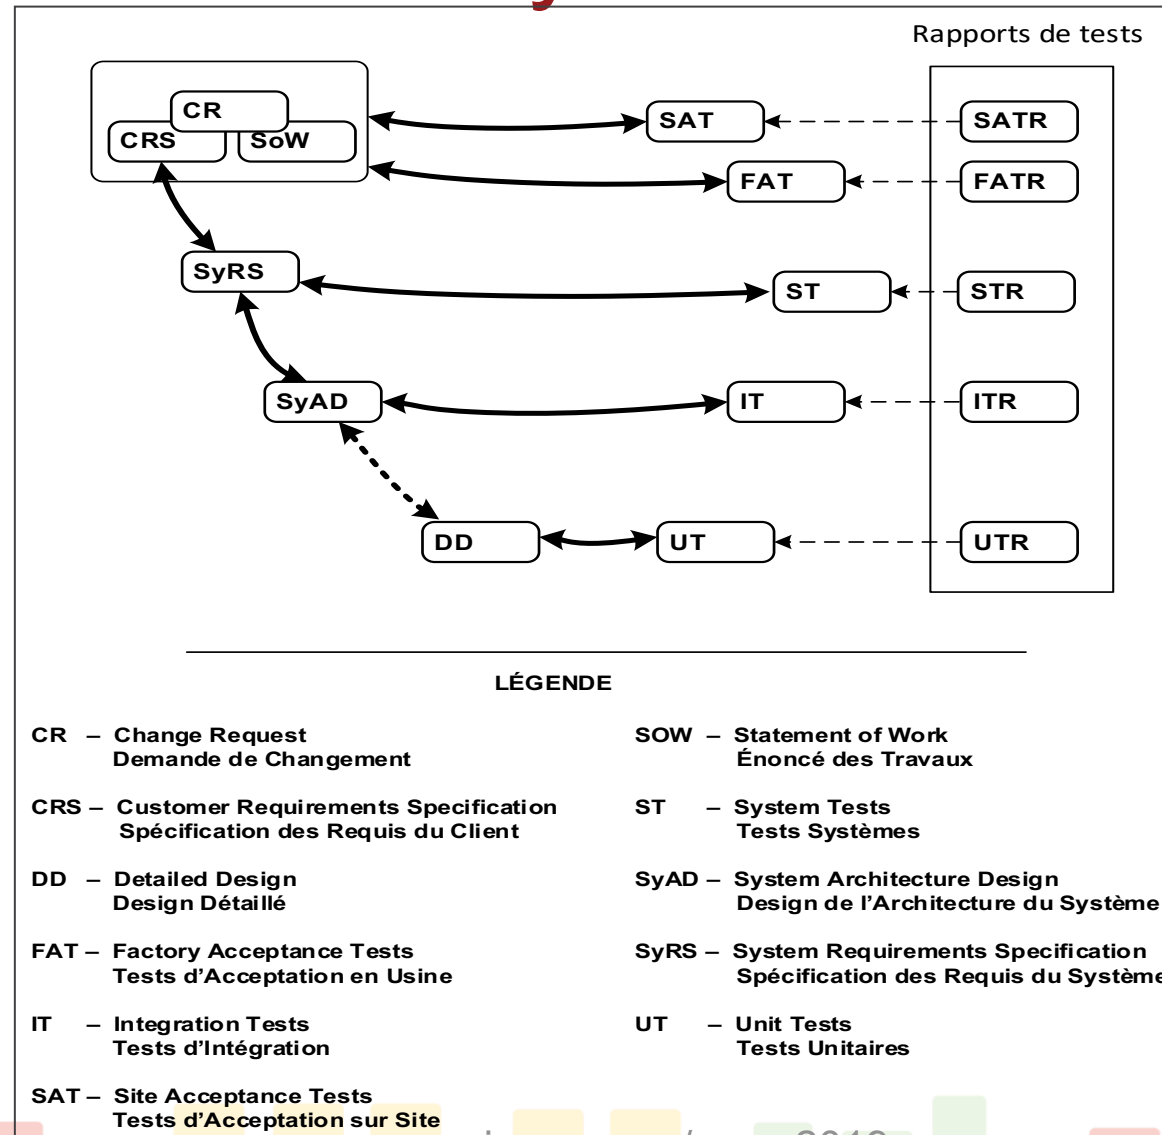 Rapports de tests
CR
CRS
SoW
SAT
SATR
FAT
FATR
SyRS
ST
STR
SyAD
IT
ITR
DD
UT
UTR
LÉGENDE
CR – Change Request
Demande de Changement
CRS – Customer Requirements Specification
Spécification des Requis du Client
DD – Detailed Design
Design Détaillé
FAT – Factory Acceptance Tests
Tests d'Acceptation en Usine
IT – Integration Tests
Tests d'Intégration
SAT – Site Acceptance Tests
Tests d'Acceptation sur Site
SOW – Statement of Work
Énoncé des Travaux
ST – System Tests
Tests Systèmes
SyAD – System Architecture Design
Design de l'Architecture du Système
SyRS – System Requirements Specification
Spécification des Requis du Système
UT – Unit Tests
Tests Unitaires